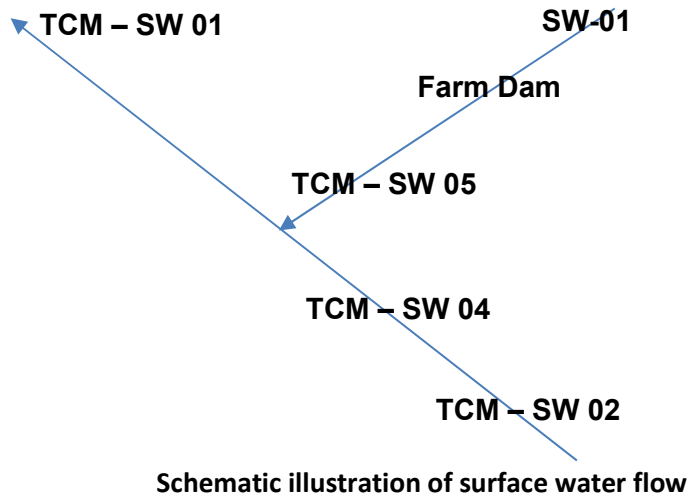 TCM – SW 01
SW-01
Farm Dam
TCM – SW 05
TCM – SW 04
TCM – SW 02
Schematic illustration of surface water flow